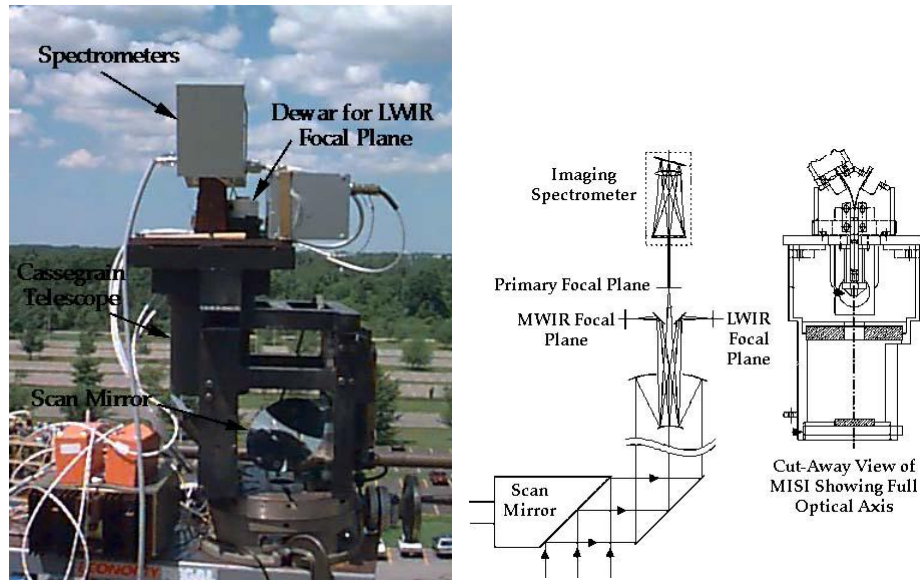 Spectrometers
Dewar for LWIR
Focal Plane
Cassegrain
Telescope
Scan Mirror
ECONOMY
Imaging
Spectrometer
Primary Focal Plane
MWIR Focal
Plane
LWIR
Focal
Plane
Scan
Mirror
Cut-Away View of
MISI Showing Full
Optical Axis